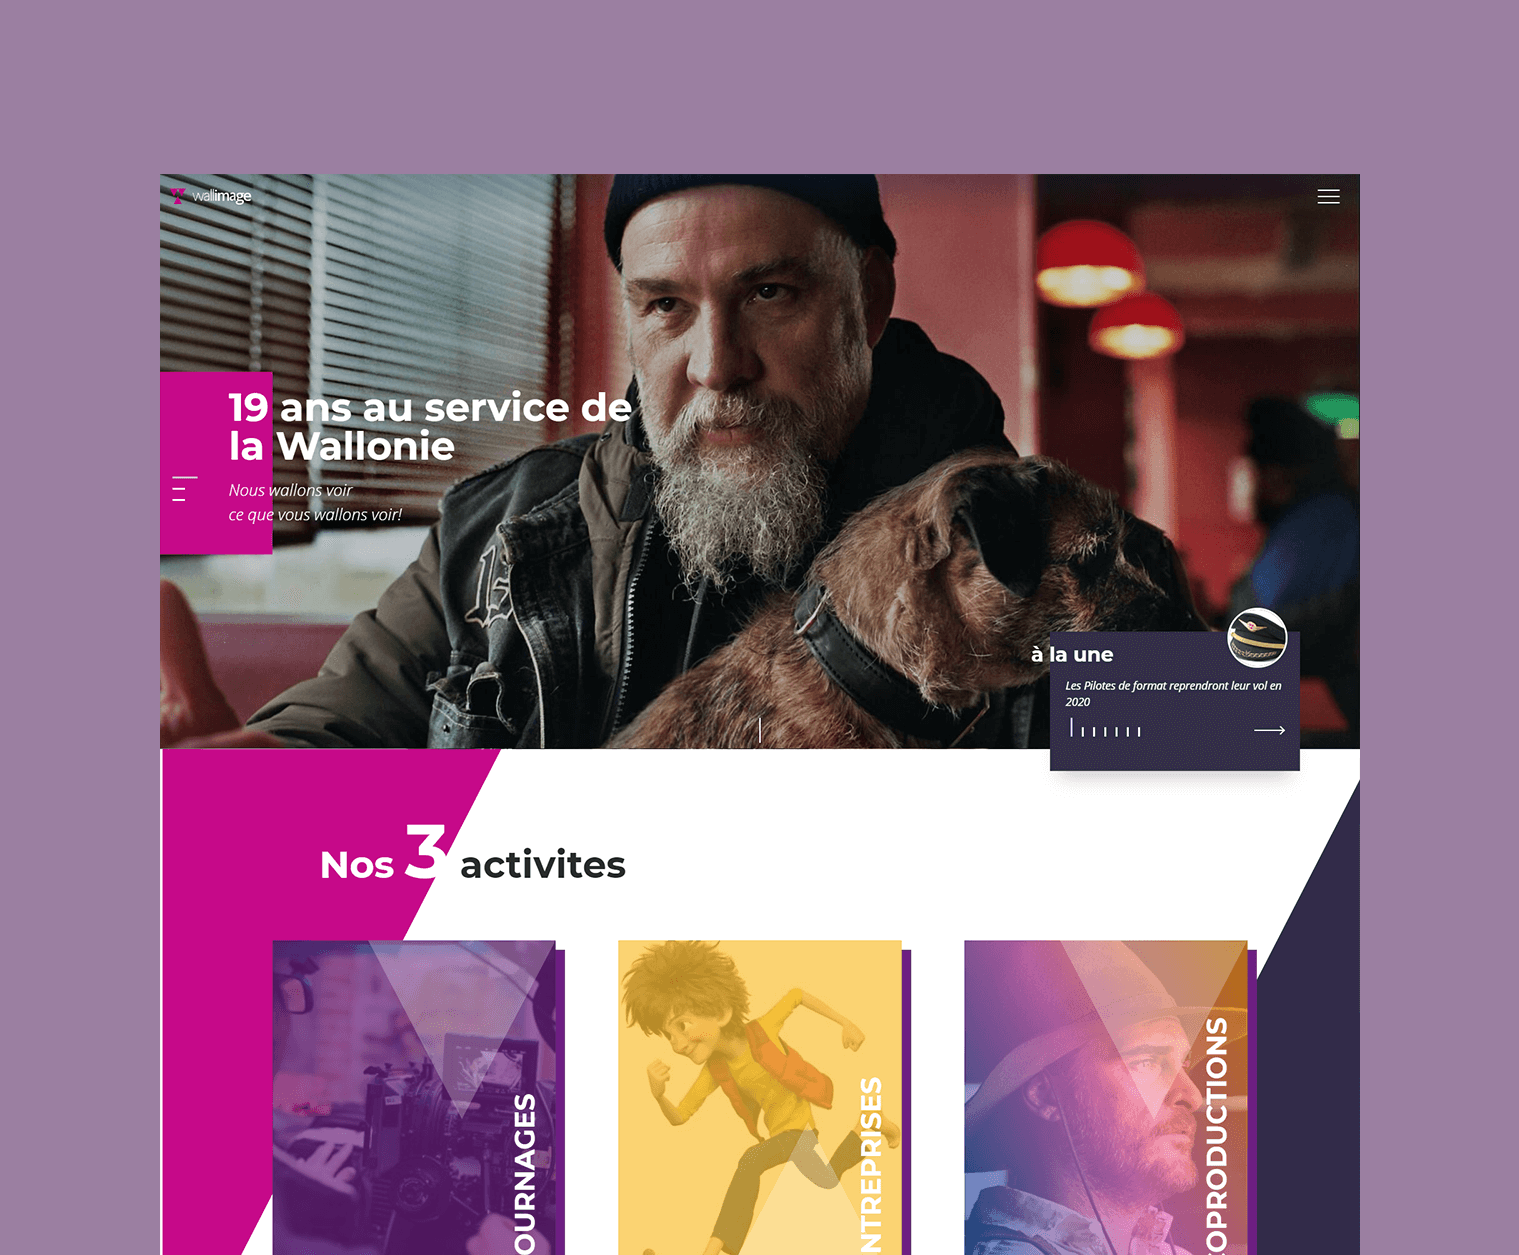 wallimage
19 ans au service de
la Wallonie
Nous wallons voir
ce que vous wallons voir!
à la une
Les Pilotes de format reprendront leur vol en
2020
Nos 3 activites
OURNAGES
NTREPRISES
OPRODUCTIONS